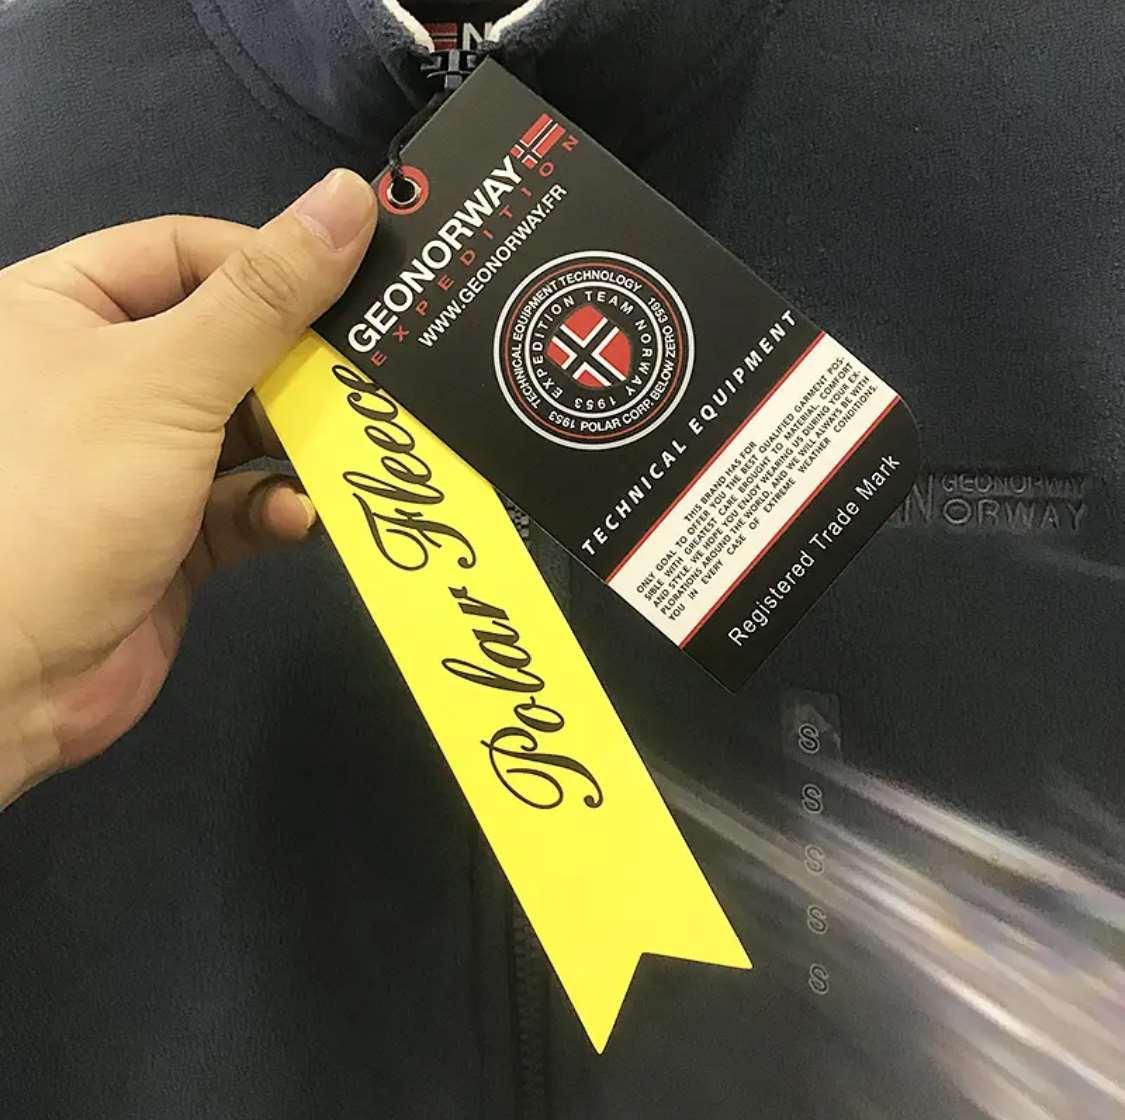 N
GEONORWAY
EXPEDITION
WWW.GEONORWAY.FR
TECHNICAL EQUIPMENT TECHNOLOGY 1953 POLAR CORP. BELOW ZERO 1953
EXPEDITION TEAM NORWAY 1953
TECHNICAL EQUIPMENT
THIS BRAND HAS FOR
ONLY GOAL TO OFFER YOU THE BEST QUALIFIED GARMENT POS-
SIBLE WITH GREATEST CARE BROUGHT TO MATERIAL, COMFORT
AND STYLE. WE HOPE YOU ENJOY WEARING US DURING YOUR EX-
PLORATIONS AROUND THE WORLD, AND WE WILL ALWAYS BE WITH
YOU IN EVERY CASE OF EXTREME WEATHER CONDITIONS.
Registered Trade Mark
Polar Fleece
N GEONORWAY
NORWAY
S
S
S
S
S